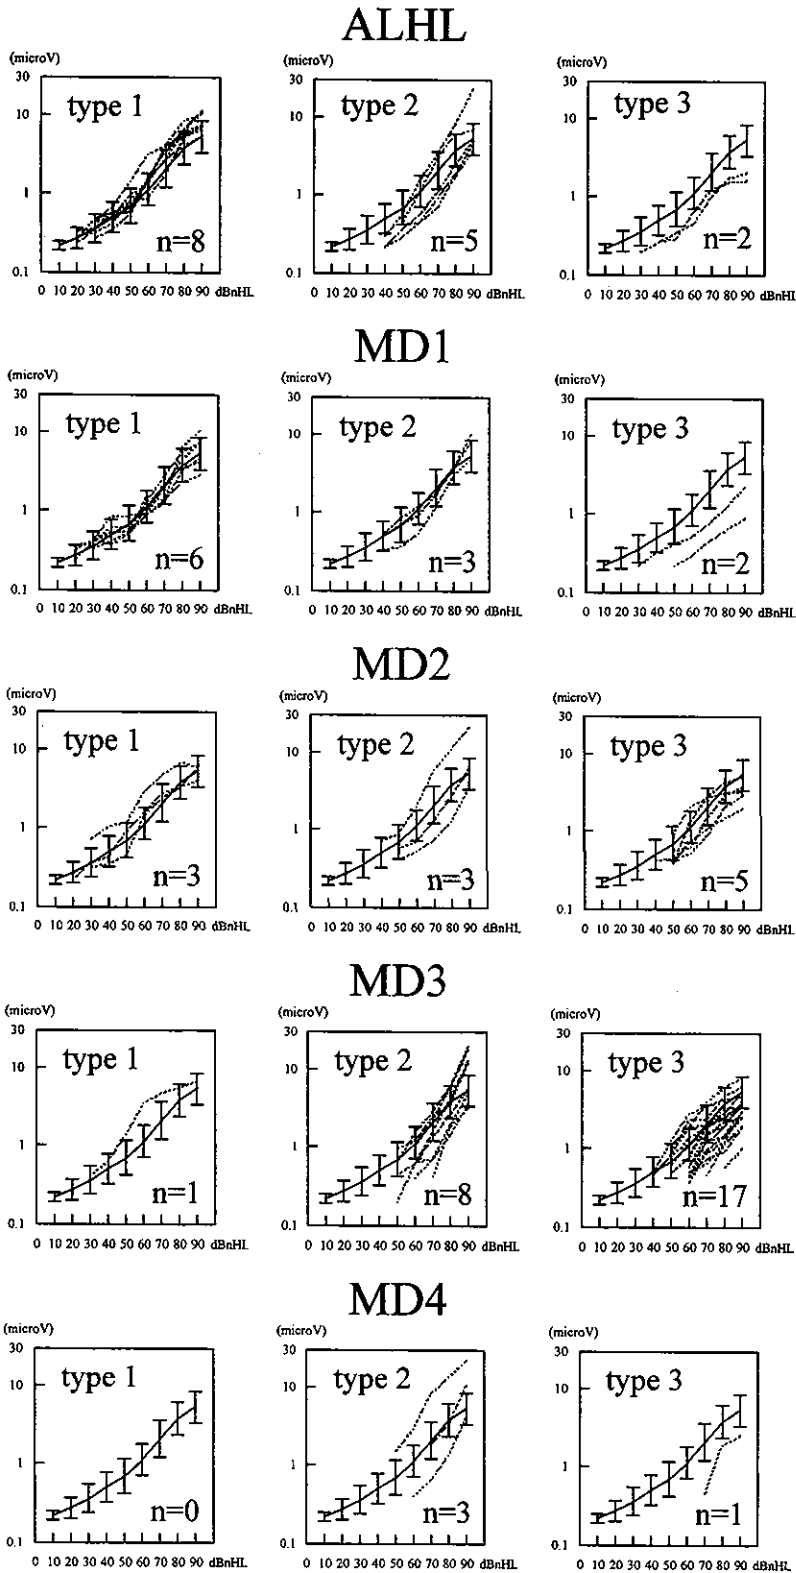 ALHL
(microV) (microV) (microV)
30 30 30
type 1 type 2 type 3
10 10 10
1 1 1
n=8 n=5 n=2
0.1 0.1 0.1
0 10 20 30 40 50 60 70 80 90 dBnHL 0 10 20 30 40 50 60 70 80 90 dBnHL 0 10 20 30 40 50 60 70 80 90 dBnHL
MD1
(microV) (microV) (microV)
30 30 30
type 1 type 2 type 3
10 10 10
1 1 1
n=6 n=3 n=2
0.1 0.1 0.1
0 10 20 30 40 50 60 70 80 90 dBnHL 0 10 20 30 40 50 60 70 80 90 dBnHL 0 10 20 30 40 50 60 70 80 90 dBnHL
MD2
(microV) (microV) (microV)
30 30 30
type 1 type 2 type 3
10 10 10
1 1 1
n=3 n=3 n=5
0.1 0.1 0.1
0 10 20 30 40 50 60 70 80 90 dBnHL 0 10 20 30 40 50 60 70 80 90 dBnHL 0 10 20 30 40 50 60 70 80 90 dBnHL
MD3
(microV) (microV) (microV)
30 30 30
type 1 type 2 type 3
10 10 10
1 1 1
n=1 n=8 n=17
0.1 0.1 0.1
0 10 20 30 40 50 60 70 80 90 dBnHL 0 10 20 30 40 50 60 70 80 90 dBnHL 0 10 20 30 40 50 60 70 80 90 dBnHL
MD4
(microV) (microV) (microV)
30 30 30
type 1 type 2 type 3
10 10 10
1 1 1
n=0 n=3 n=1
0.1 0.1 0.1
0 10 20 30 40 50 60 70 80 90 dBnHL 0 10 20 30 40 50 60 70 80 90 dBnHL 0 10 20 30 40 50 60 70 80 90 dBnHL